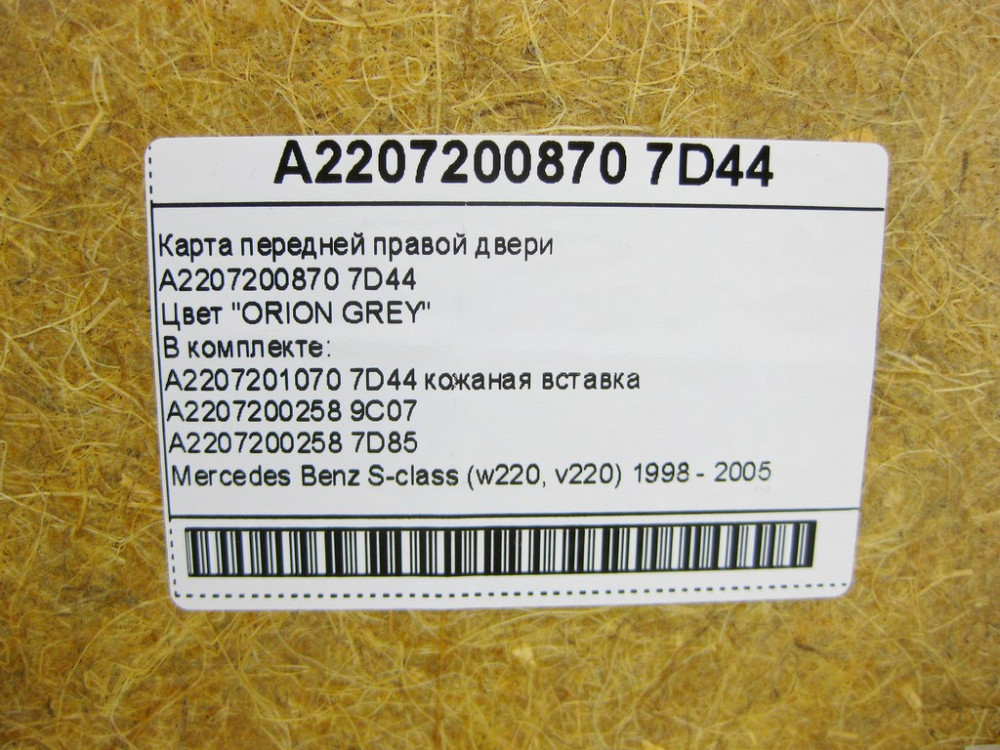 A2207200870 7D44
Карта передней правой двери
A2207200870 7D44
Цвет "ORION GREY"
В комплекте:
A2207201070 7D44 кожаная вставка
A2207200258 9C07
A2207200258 7D85
Mercedes Benz S-class (w220, v220) 1998 - 2005